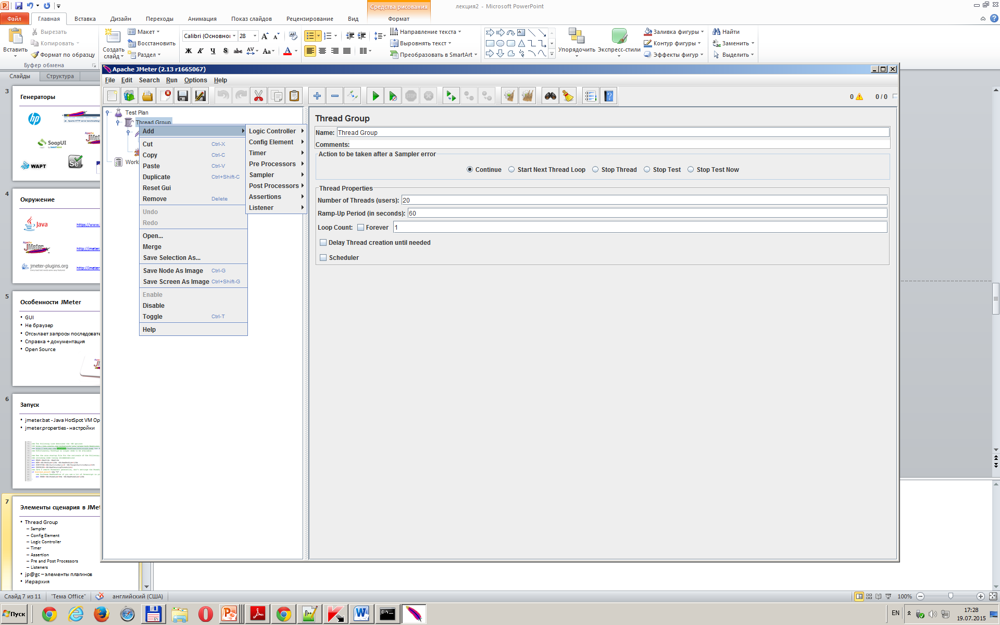 Средства рисования
лекция2 - Microsoft PowerPoint
Файл Главная Вставка Дизайн Переходы Анимация Показ слайдов Рецензирование Вид Формат
Вставить
Вырезать
Копировать
Формат по образцу
Буфер обмена
Создать слайд
Макет
Восстановить
Раздел
Calibri (Основної 28
Ж К Ч S abc AV Aa A
Направление текста
Выровнять текст
Преобразовать в SmartArt
Упорядочить
Экспресс-стили
Заливка фигуры
Контур фигуры
Эффекты фигур
Найти
Заменить
Выделить
Слайды Структура
3
Генераторы
hp
SoapUI
WAPT
Se
4
Окружение
Java
https://www.
Apache
JMeter
http://jmeter.
jmeter-plugins.org
http://jmeter-
5
Особенности JMeter
• GUI
• Не браузер
• Отсылает запросы последовате
• Справка + документация
• Open Source
6
Запуск
• jmeter.bat - Java HotSpot VM Op
• jmeter.properties - настройки
7
Элементы сценария в JMet
• Thread Group
– Sampler
– Config Element
– Logic Controller
– Timer
– Assertion
– Pre and Post Processors
– Listeners
• jp@gc – элементы плагинов
• Иерархия
Apache JMeter (2.13 r1665067)
File Edit Search Run Options Help
STOP
0 0 / 0
Test Plan
Thread Group
Work
Add
Cut Ctrl-X
Copy Ctrl-C
Paste Ctrl-V
Duplicate Ctrl+Shift-C
Reset Gui
Remove Delete
Undo
Redo
Open...
Merge
Save Selection As...
Save Node As Image Ctrl-G
Save Screen As Image Ctrl+Shift-G
Enable
Disable
Toggle Ctrl-T
Help
Logic Controller
Config Element
Timer
Pre Processors
Sampler
Post Processors
Assertions
Listener
Thread Group
Name: Thread Group
Comments:
Action to be taken after a Sampler error
Continue Start Next Thread Loop Stop Thread Stop Test Stop Test Now
Thread Properties
Number of Threads (users): 20
Ramp-Up Period (in seconds): 60
Loop Count: Forever 1
Delay Thread creation until needed
Scheduler
Слайд 7 из 11 "Тема Office" английский (США) 100%
Пуск
EN
17:28
19.07.2015